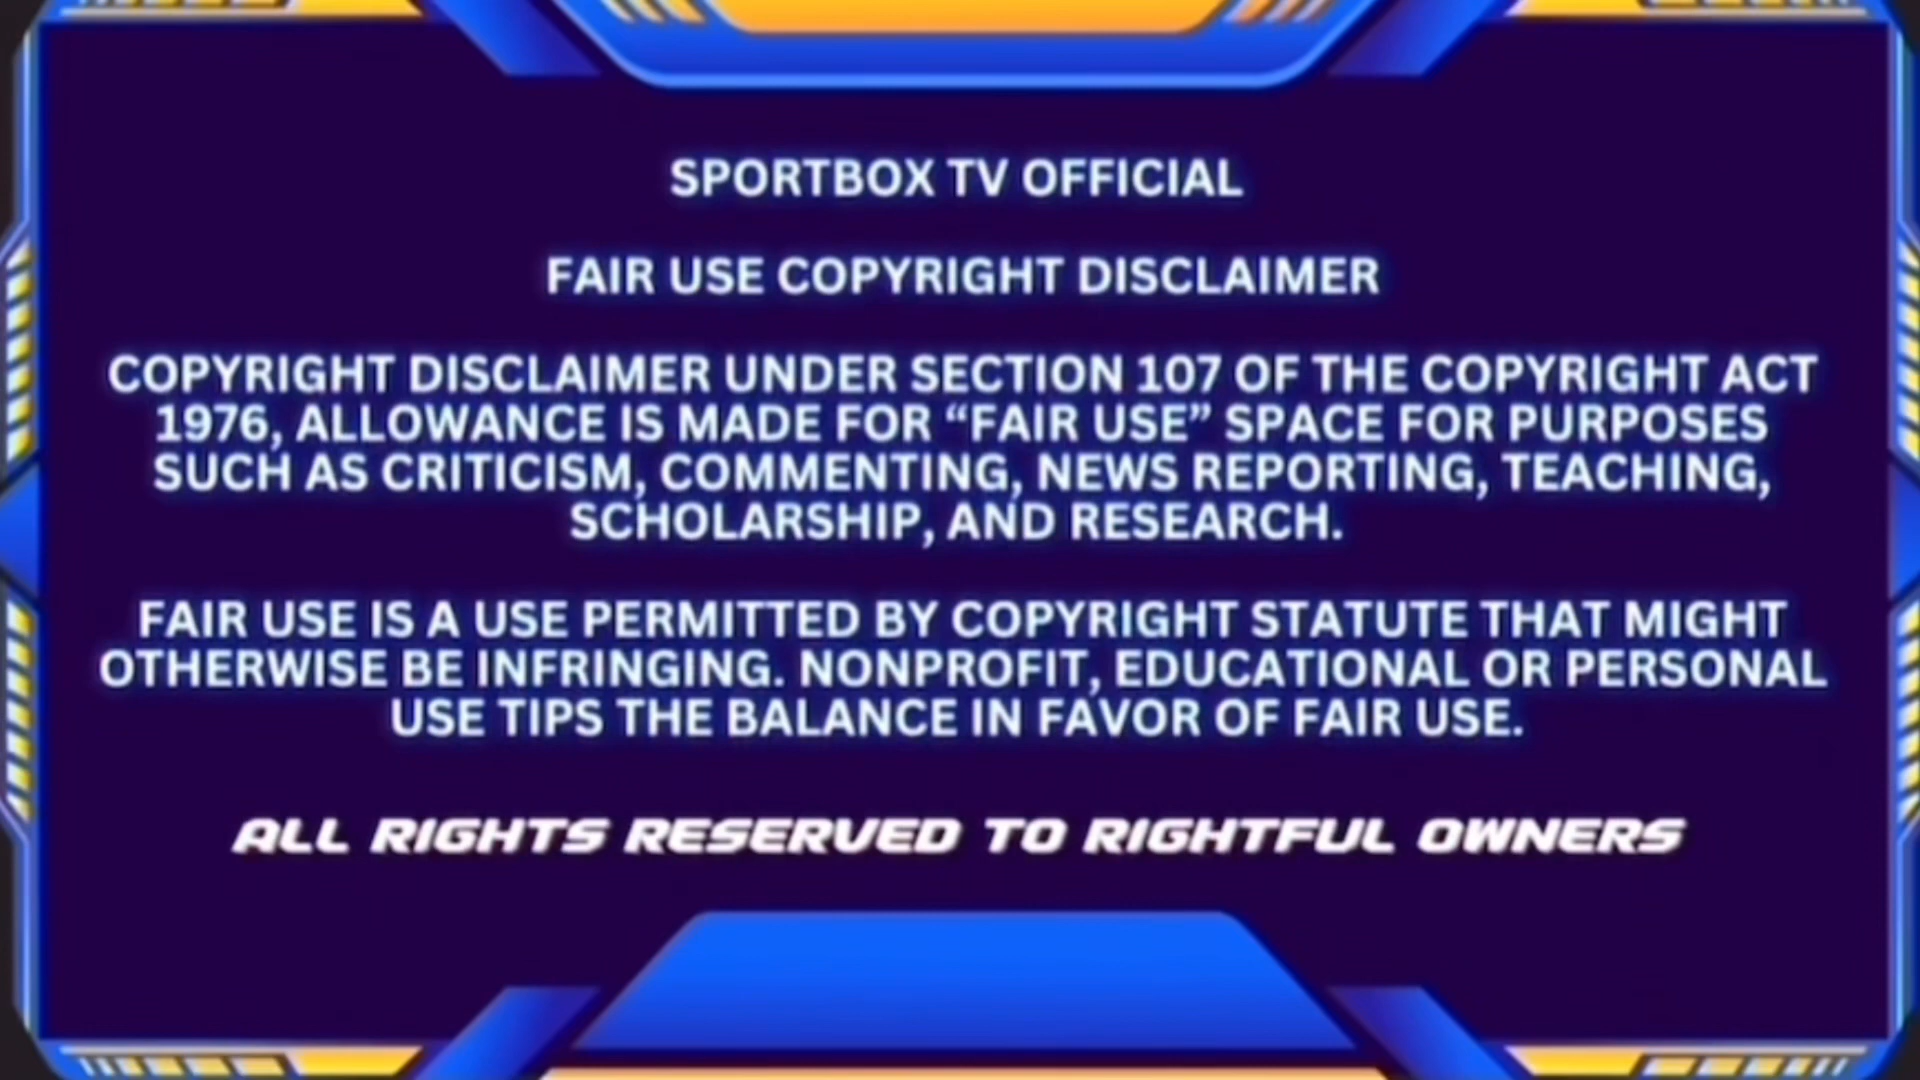 SPORTBOX TV OFFICIAL
FAIR USE COPYRIGHT DISCLAIMER
COPYRIGHT DISCLAIMER UNDER SECTION 107 OF THE COPYRIGHT ACT
1976, ALLOWANCE IS MADE FOR “FAIR USE” SPACE FOR PURPOSES
SUCH AS CRITICISM, COMMENTING, NEWS REPORTING, TEACHING,
SCHOLARSHIP, AND RESEARCH.
FAIR USE IS A USE PERMITTED BY COPYRIGHT STATUTE THAT MIGHT
OTHERWISE BE INFRINGING. NONPROFIT, EDUCATIONAL OR PERSONAL
USE TIPS THE BALANCE IN FAVOR OF FAIR USE.
ALL RIGHTS RESERVED TO RIGHTFUL OWNERS